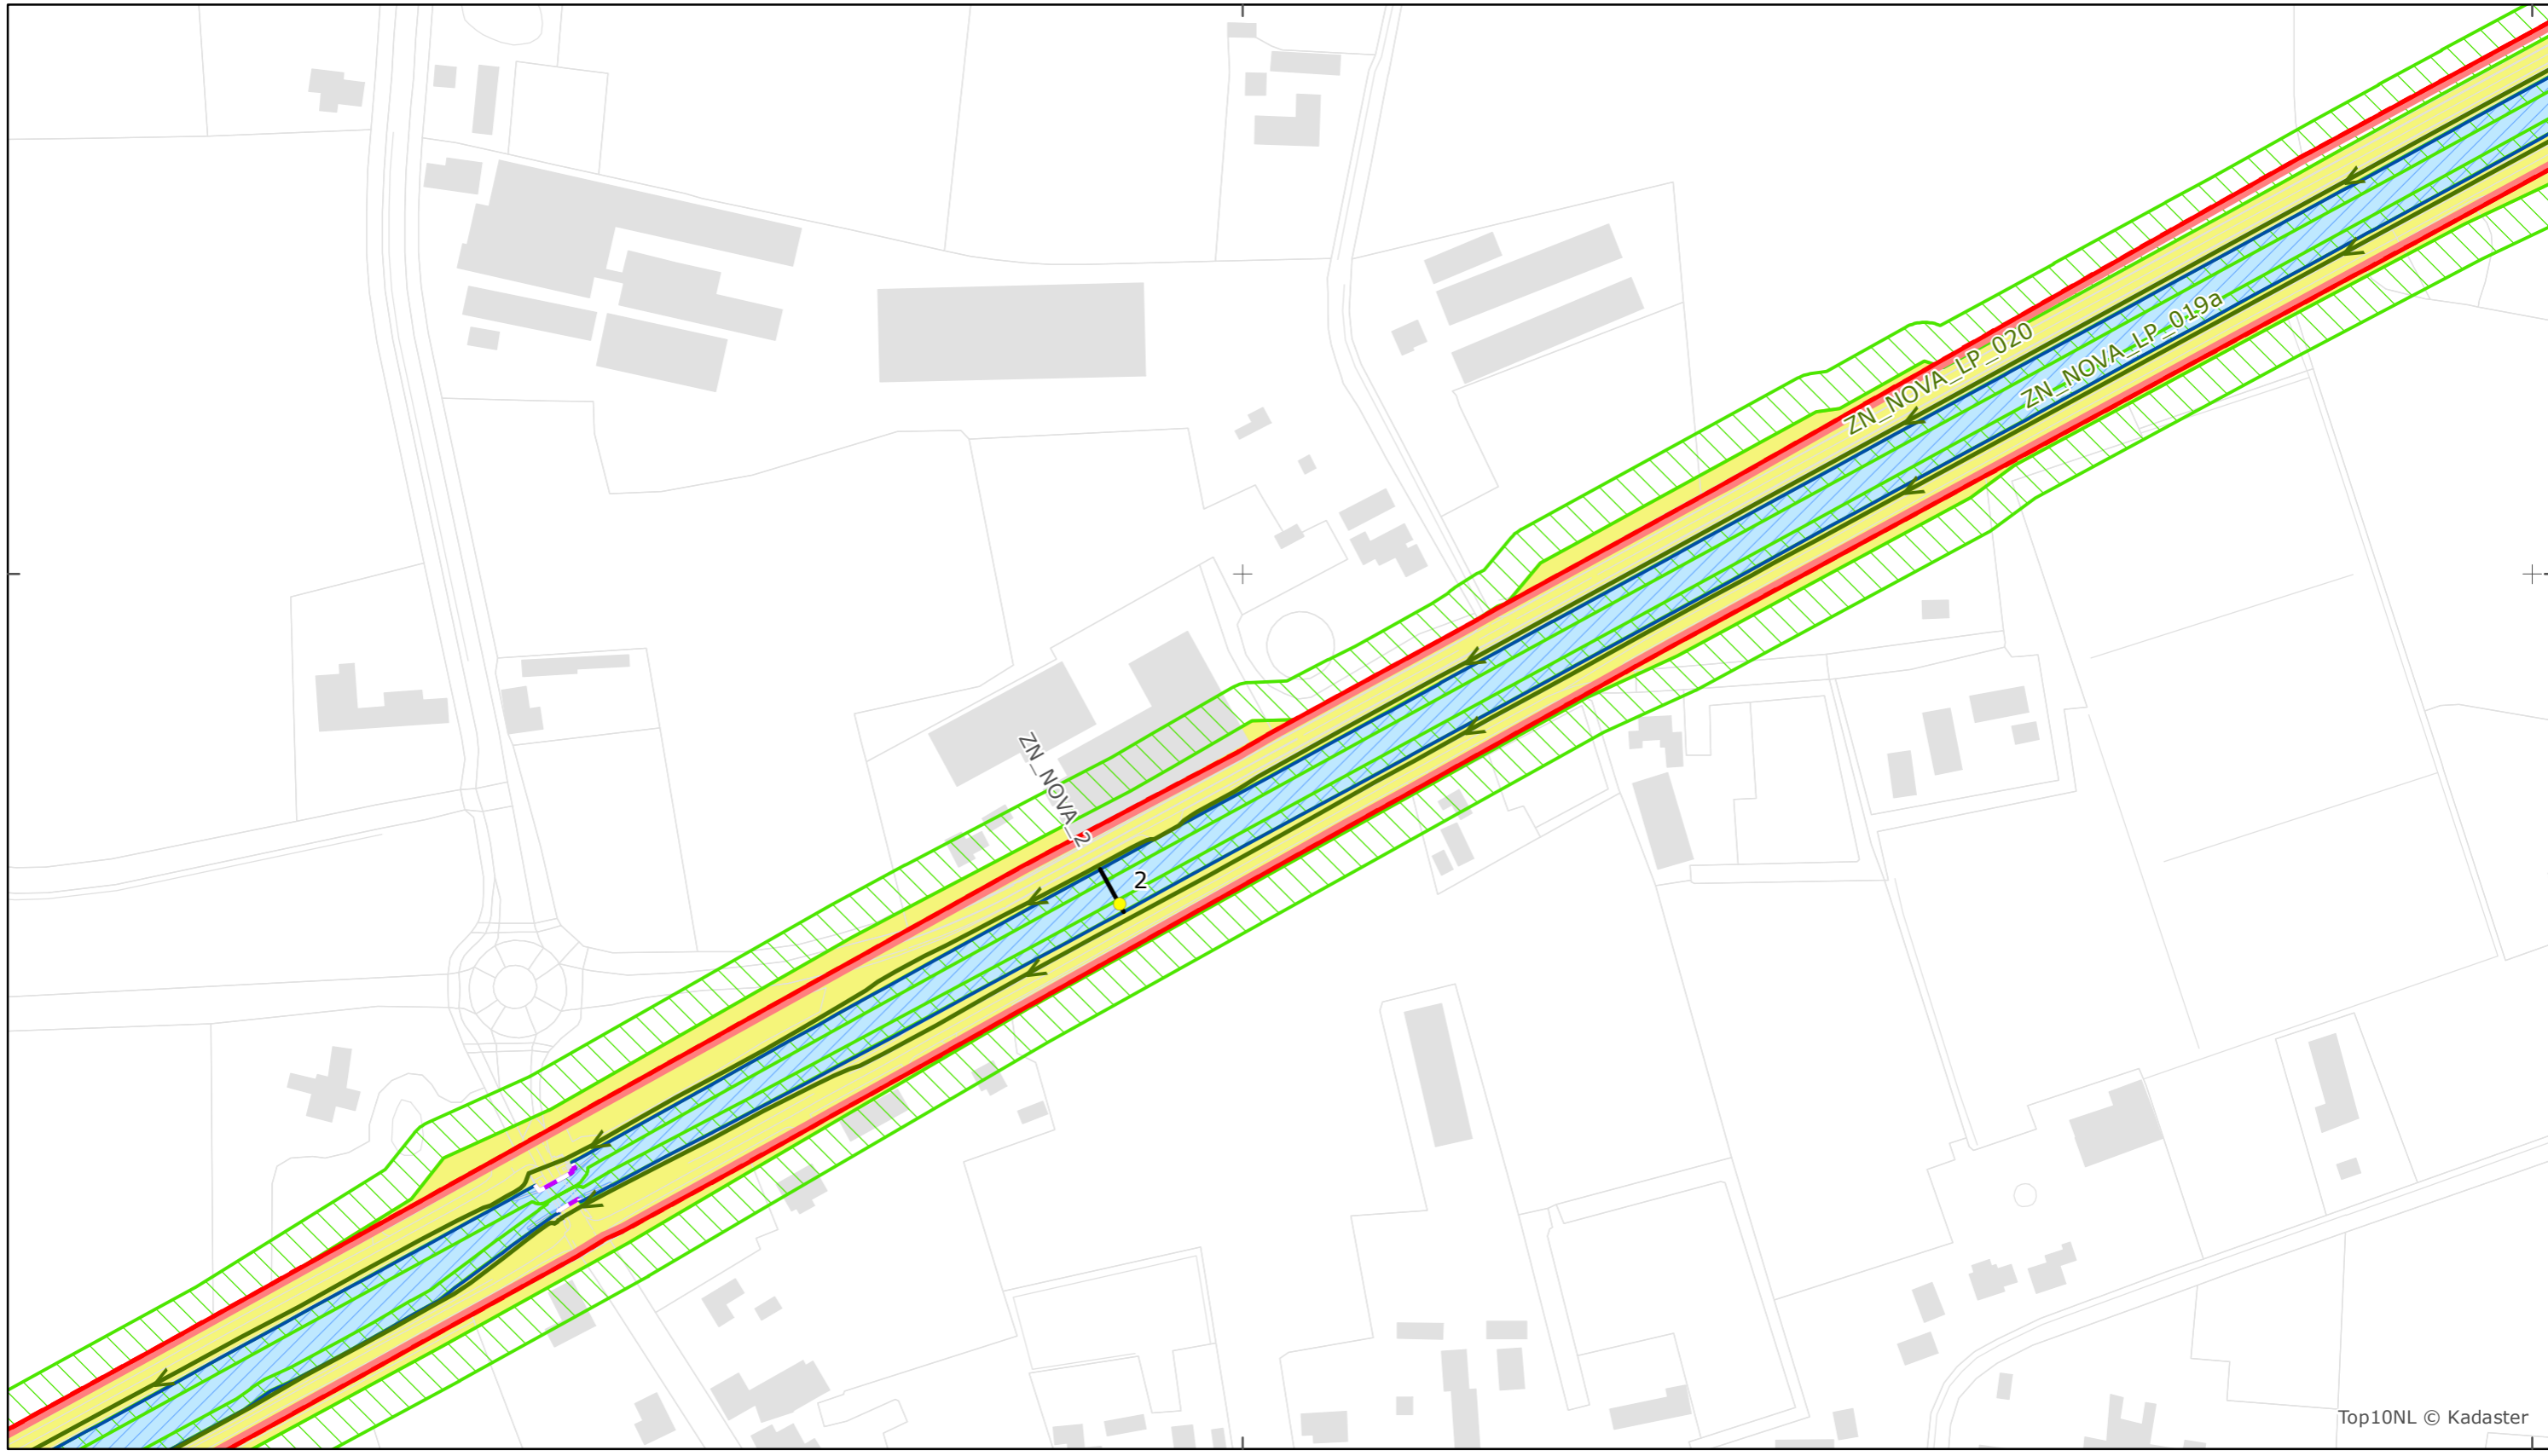 ZN_NOVA_LP_020
ZN_NOVA_LP_019a
ZN_NOVA_2
2
Top10NL © Kadaster